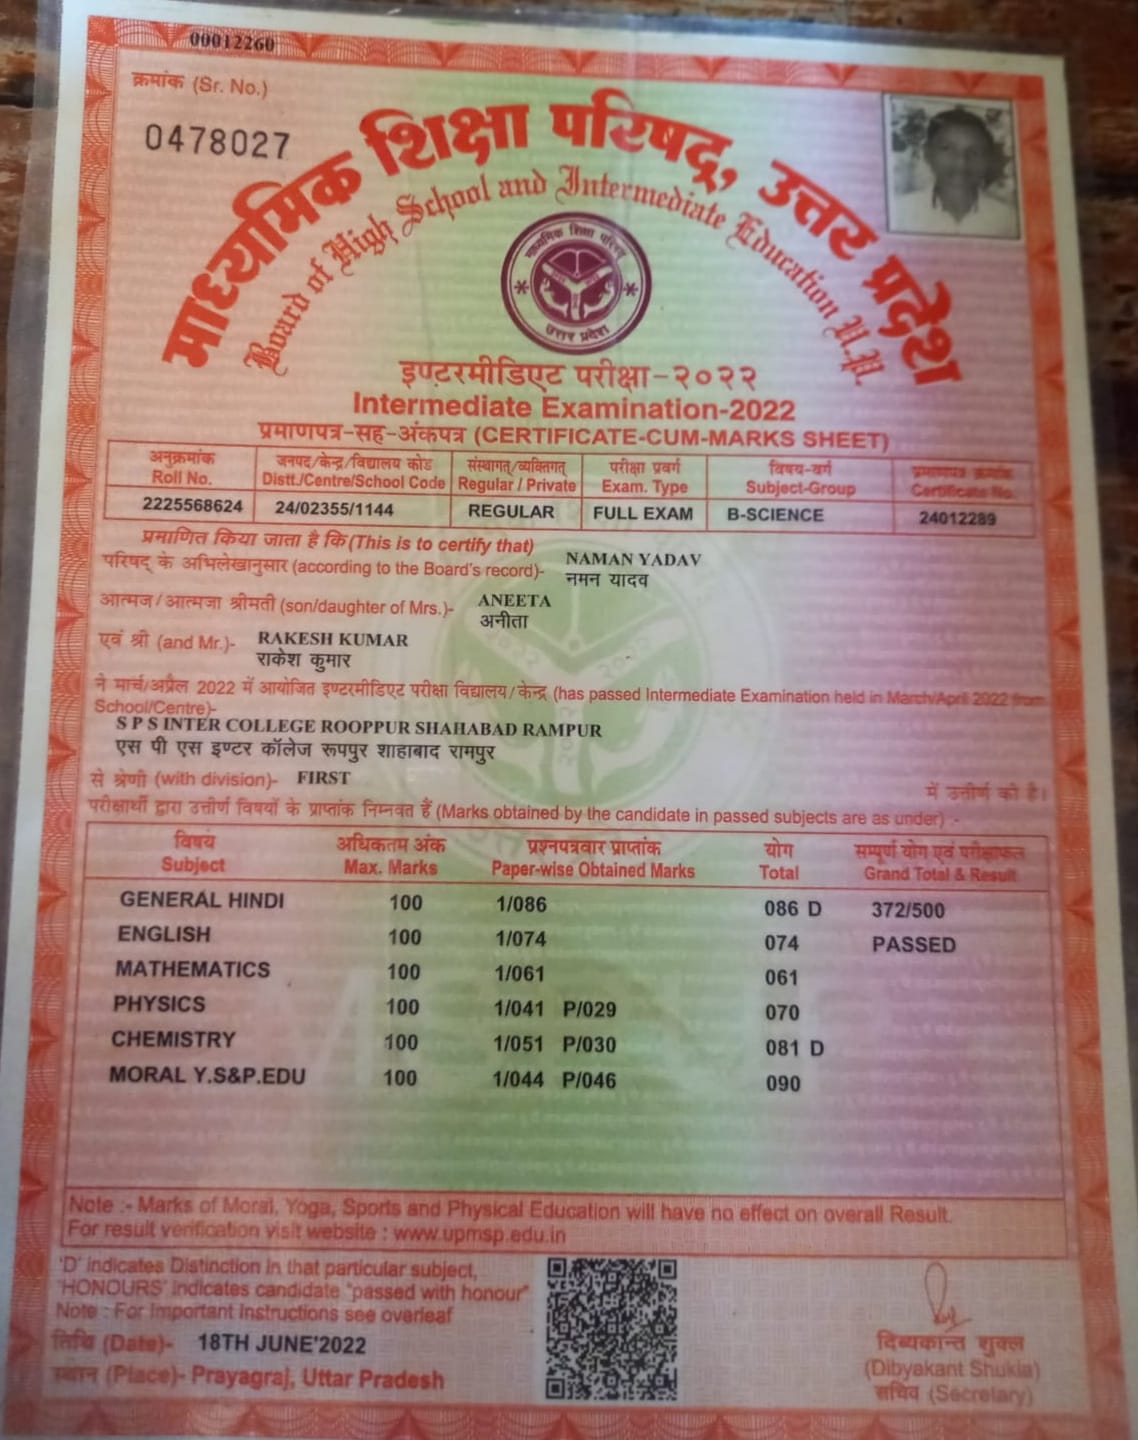 00012260
क्रमांक (Sr. No.)
0478027
माध्यमिक शिक्षा परिषद्, उत्तर प्रदेश
Board of High School and Intermediate Education U.P.
माध्यमिक शिक्षा परिषद्
उत्तर प्रदेश
इण्टरमीडिएट परीक्षा-२०२२
Intermediate Examination-2022
प्रमाणपत्र-सह-अंकपत्र (CERTIFICATE-CUM-MARKS SHEET)
अनुक्रमांक जनपद/केन्द्र/विद्यालय कोड संस्थागत/व्यक्तिगत परीक्षा प्रवर्ग विषय-वर्ग प्रमाणपत्र क्रमांक
Roll No. Distt./Centre/School Code Regular / Private Exam. Type Subject-Group Certificate No.
2225568624 24/02355/1144 REGULAR FULL EXAM B-SCIENCE 24012289
प्रमाणित किया जाता है कि (This is to certify that)
परिषद् के अभिलेखानुसार (according to the Board's record)- NAMAN YADAV
नमन यादव
आत्मज/आत्मजा श्रीमती (son/daughter of Mrs.)- ANEETA
अनीता
एवं श्री (and Mr.)- RAKESH KUMAR
राकेश कुमार
ने मार्च/अप्रैल 2022 में आयोजित इण्टरमीडिएट परीक्षा विद्यालय/केन्द्र (has passed Intermediate Examination held in March/April 2022 from
School/Centre)-
S P S INTER COLLEGE ROOPPUR SHAHABAD RAMPUR
एस पी एस इण्टर कॉलेज रूपपुर शाहाबाद रामपुर
से श्रेणी (with division)- FIRST में उत्तीर्ण की है।
परीक्षार्थी द्वारा उत्तीर्ण विषयों के प्राप्तांक निम्नवत हैं (Marks obtained by the candidate in passed subjects are as under) :-
विषय अधिकतम अंक प्रश्नपत्रवार प्राप्तांक योग सम्पूर्ण योग एवं परीक्षाफल
Subject Max. Marks Paper-wise Obtained Marks Total Grand Total & Result
GENERAL HINDI 100 1/086 086 D 372/500
ENGLISH 100 1/074 074 PASSED
MATHEMATICS 100 1/061 061
PHYSICS 100 1/041 P/029 070
CHEMISTRY 100 1/051 P/030 081 D
MORAL Y.S&P.EDU 100 1/044 P/046 090
Note :- Marks of Moral, Yoga, Sports and Physical Education will have no effect on overall Result.
For result verification visit website : www.upmsp.edu.in
'D' indicates Distinction in that particular subject,
'HONOURS' indicates candidate "passed with honour"
Note : For Important Instructions see overleaf
तिथि (Date)- 18TH JUNE'2022
स्थान (Place)- Prayagraj, Uttar Pradesh
दिव्यकान्त शुक्ल
(Dibyakant Shukla)
सचिव (Secretary)